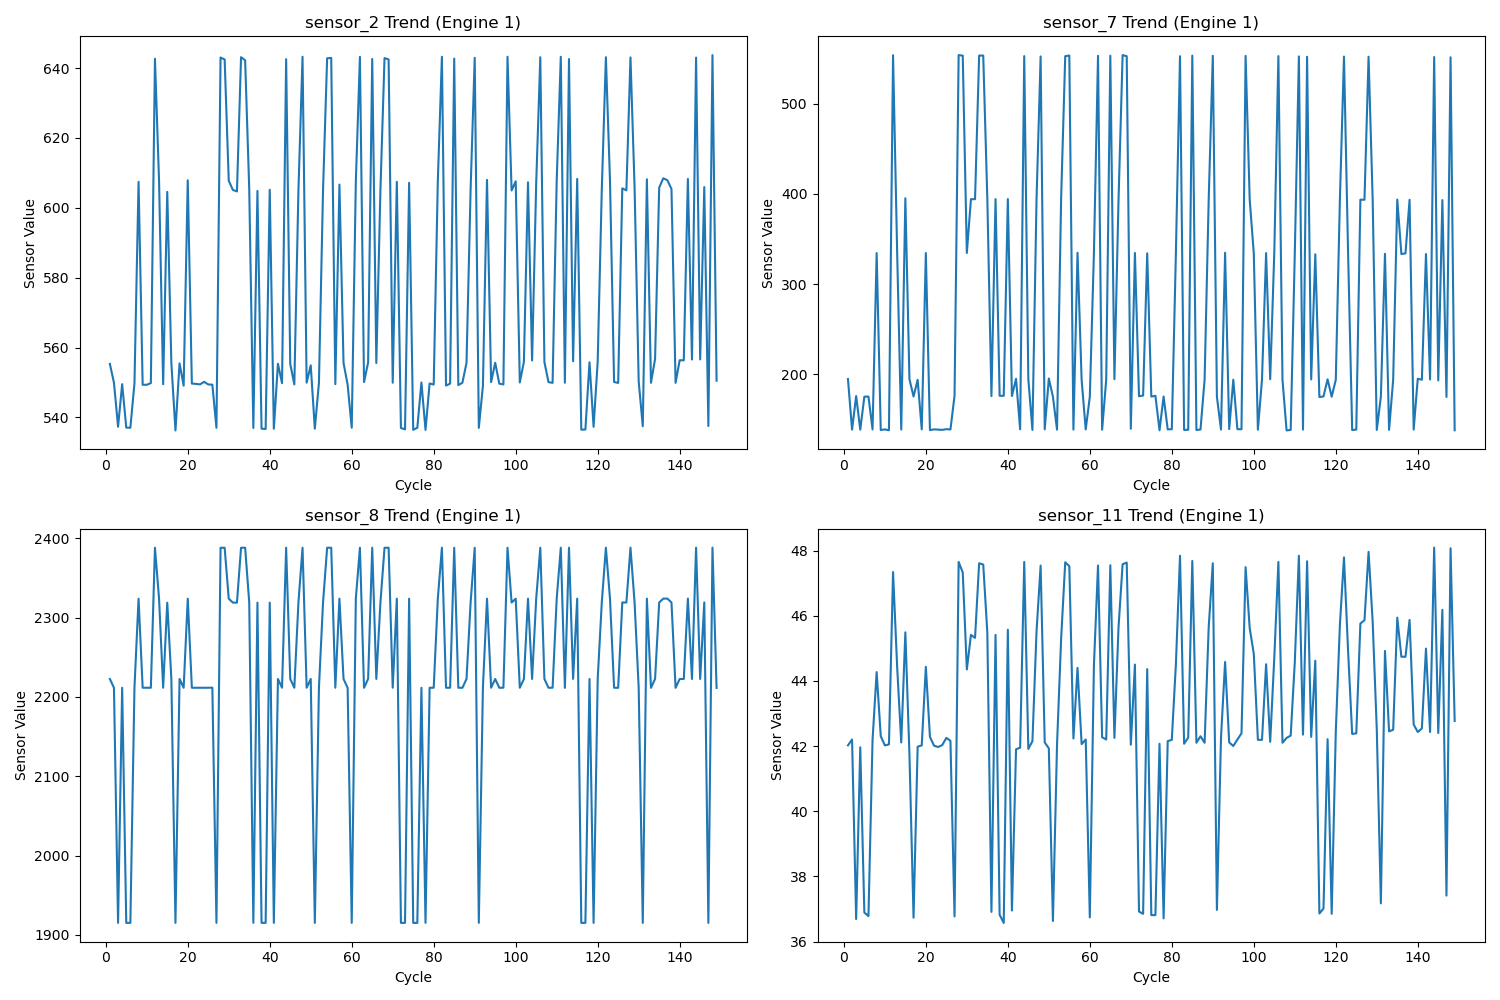 sensor_2 Trend (Engine 1)
640
620
600
580
560
540
Sensor Value
0 20 40 60 80 100 120 140
Cycle
sensor_7 Trend (Engine 1)
500
400
300
200
Sensor Value
0 20 40 60 80 100 120 140
Cycle
sensor_8 Trend (Engine 1)
2400
2300
2200
2100
2000
1900
Sensor Value
0 20 40 60 80 100 120 140
Cycle
sensor_11 Trend (Engine 1)
48
46
44
42
40
38
36
Sensor Value
0 20 40 60 80 100 120 140
Cycle